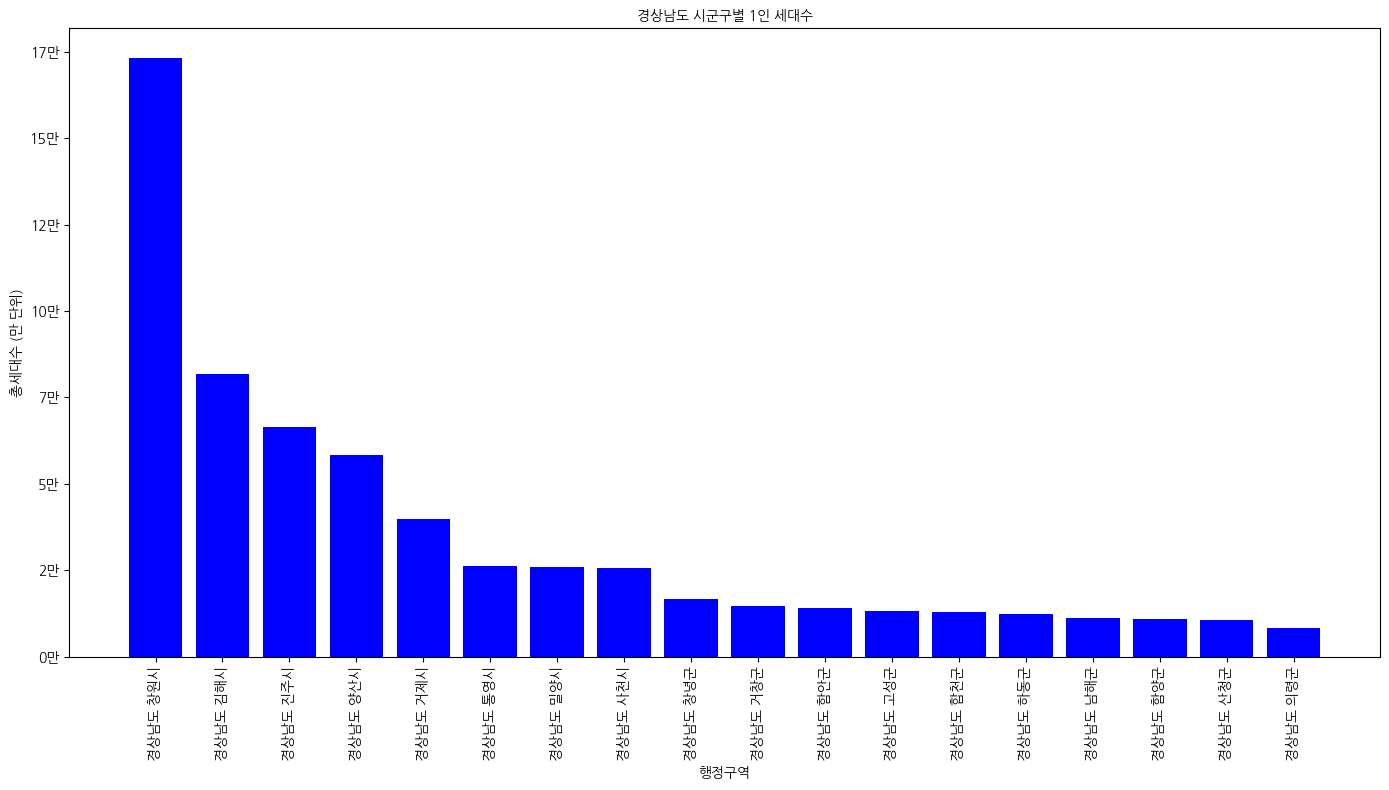 경상남도 시군구별 1인 세대수
총세대수 (만 단위)
17만
15만
12만
10만
7만
5만
2만
0만
경상남도 창원시
경상남도 김해시
경상남도 진주시
경상남도 양산시
경상남도 거제시
경상남도 통영시
경상남도 밀양시
경상남도 사천시
경상남도 창녕군
경상남도 거창군
경상남도 함안군
경상남도 고성군
경상남도 합천군
경상남도 하동군
경상남도 남해군
경상남도 함양군
경상남도 산청군
경상남도 의령군
행정구역